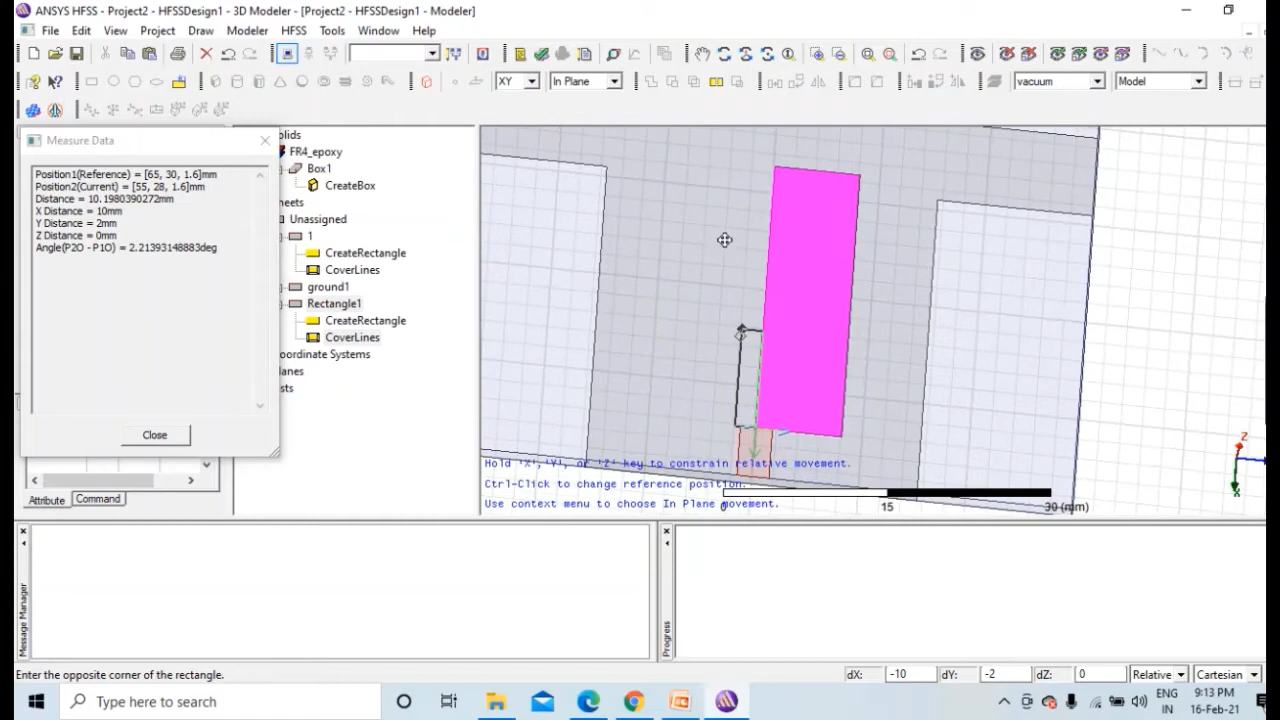 ANSYS HFSS - Project2 - HFSSDesign1 - 3D Modeler - [Project2 - HFSSDesign1 - Modeler]
File Edit View Project Draw Modeler HFSS Tools Window Help
XY In Plane vacuum Model
Measure Data
Position1(Reference) = [65, 30, 1.6]mm
Position2(Current) = [55, 28, 1.6]mm
Distance = 10.1980390272mm
X Distance = 10mm
Y Distance = 2mm
Z Distance = 0mm
Angle(P2O - P1O) = 2.21393148883deg
Close
Attribute Command
olids
FR4_epoxy
Box1
CreateBox
heets
Unassigned
1
CreateRectangle
CoverLines
ground1
Rectangle1
CreateRectangle
CoverLines
oordinate Systems
lanes
sts
Hold 'X','Y', or 'Z' key to constrain relative movement.
Ctrl-Click to change reference position.
Use context menu to choose In Plane movement.
0 15 30 (mm)
Z
Message Manager
Progress
Enter the opposite corner of the rectangle.
dX: -10 dY: -2 dZ: 0 Relative Cartesian
Type here to search
ENG
IN
9:13 PM
16-Feb-21